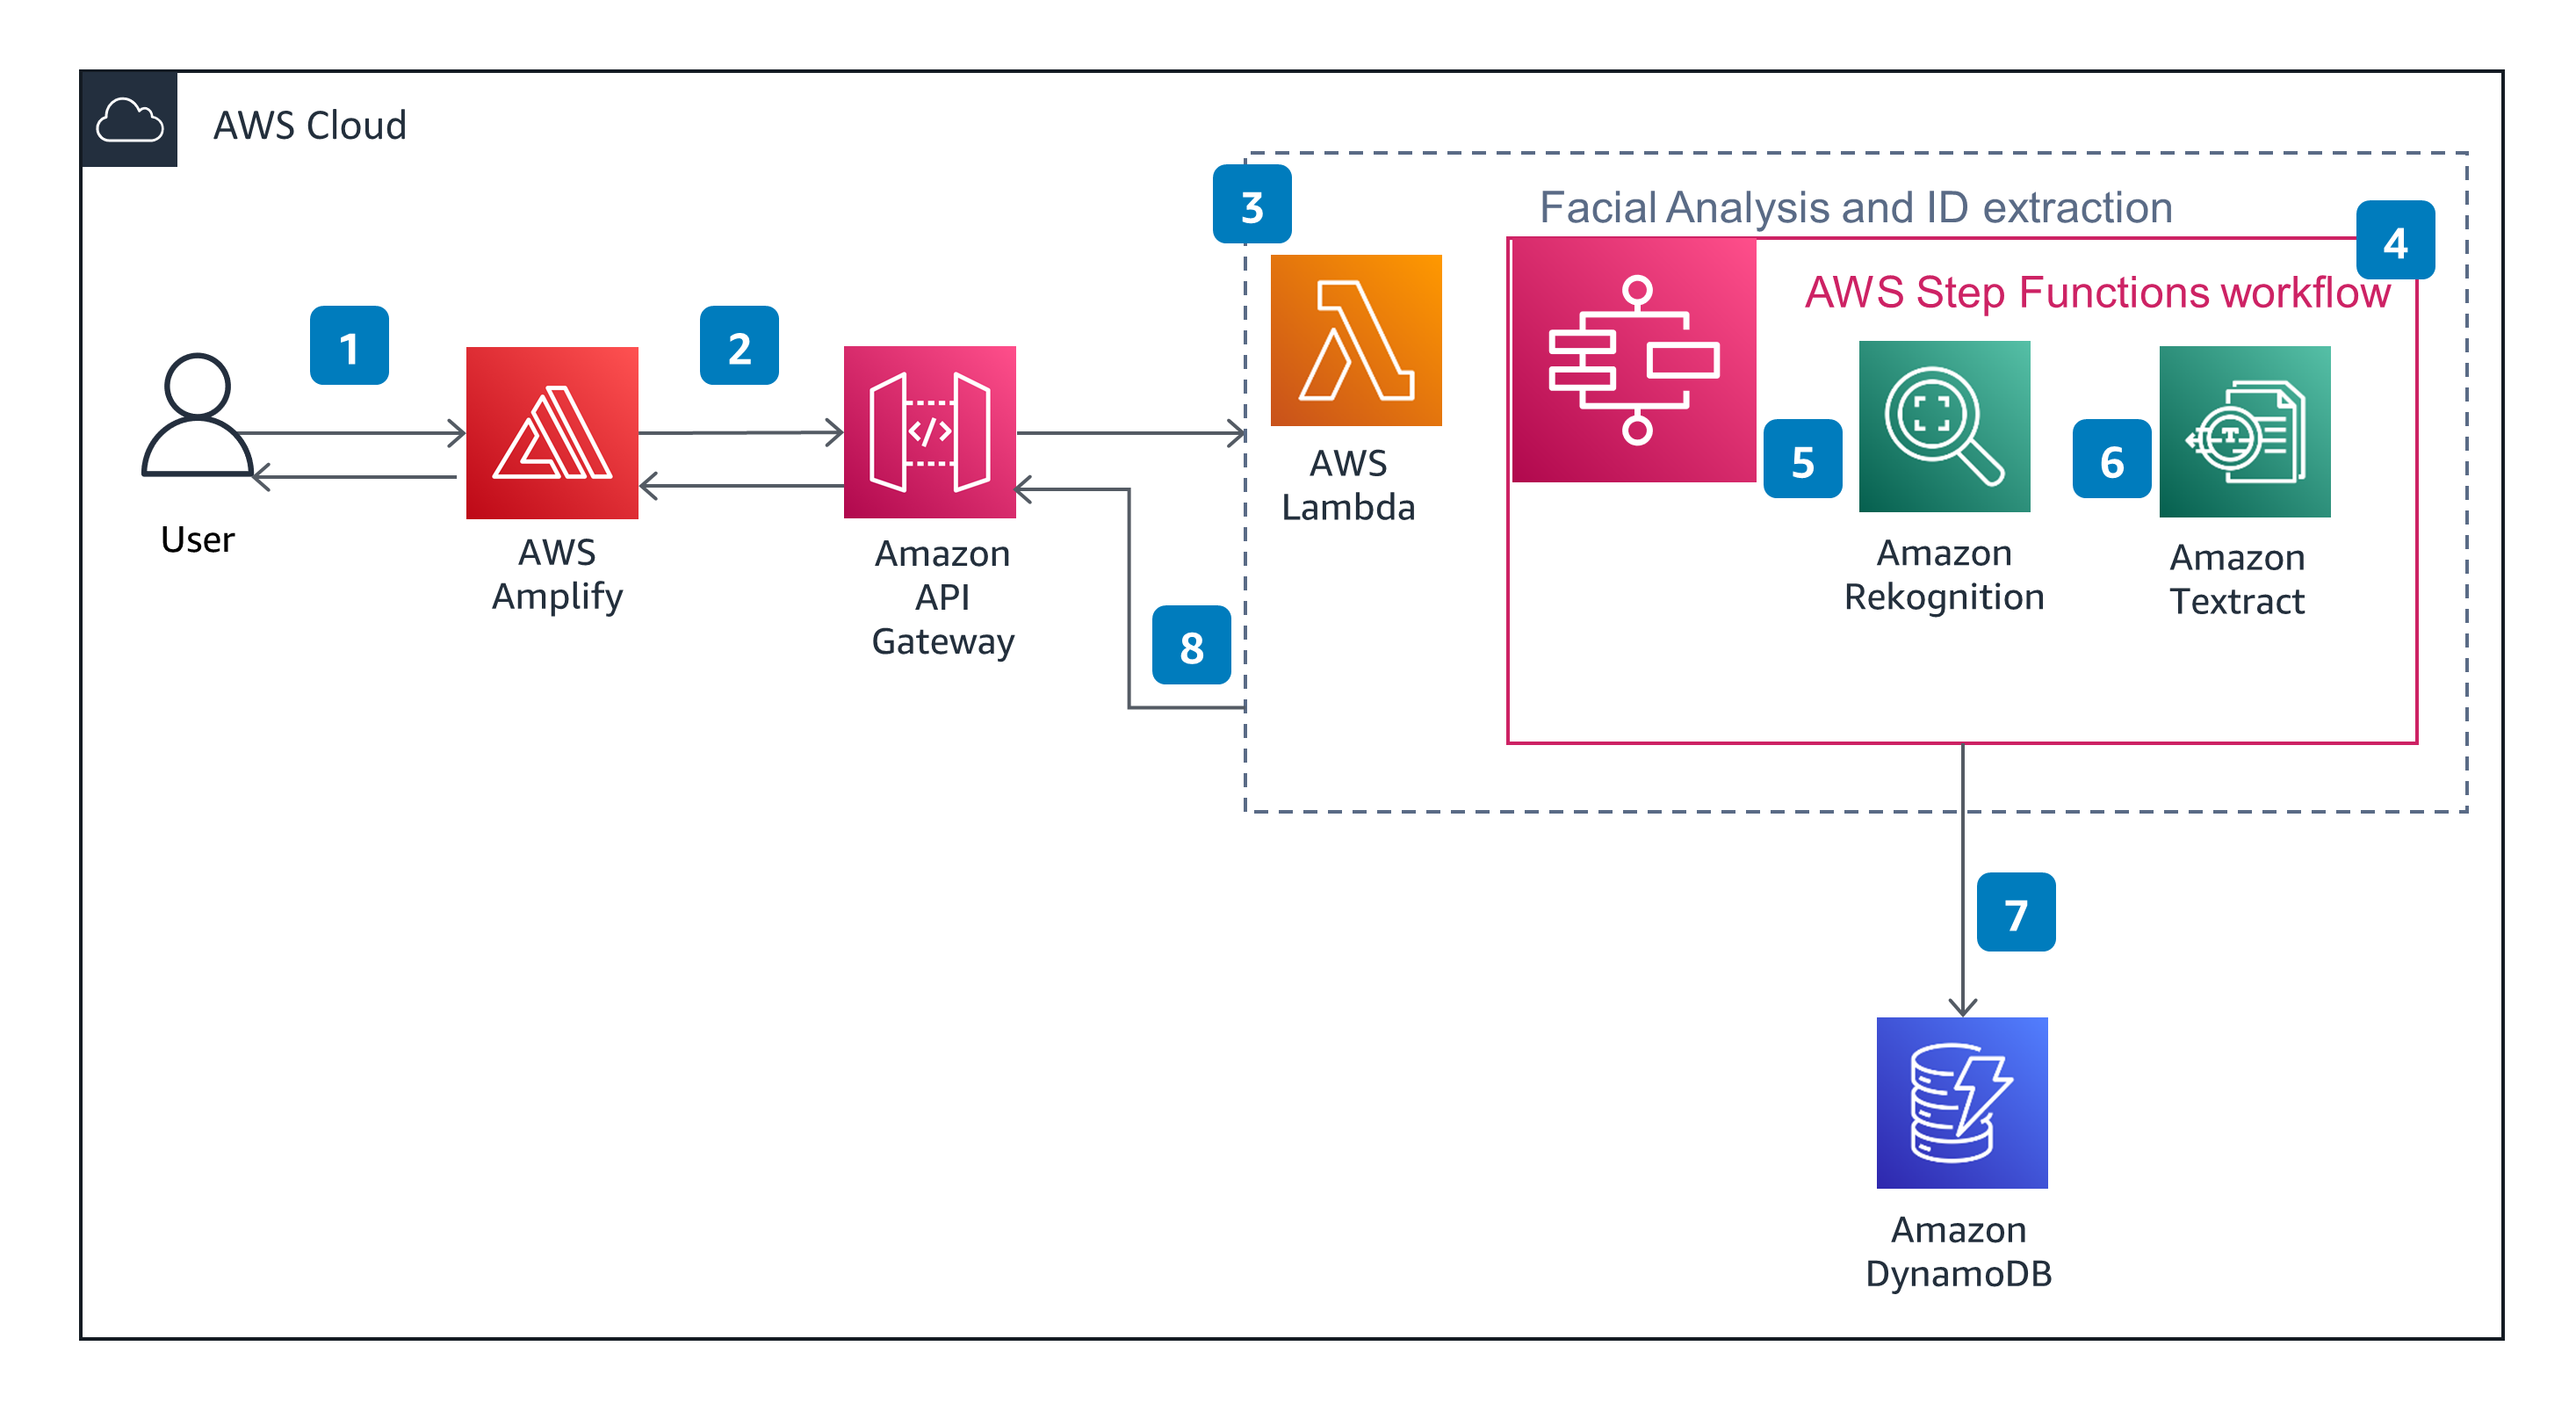 AWS Cloud
3
Facial Analysis and ID extraction
4
AWS Step Functions workflow
1
2
5
6
AWS
Lambda
User
AWS
Amplify
Amazon
API
Gateway
Amazon
Rekognition
Amazon
Textract
8
7
Amazon
DynamoDB